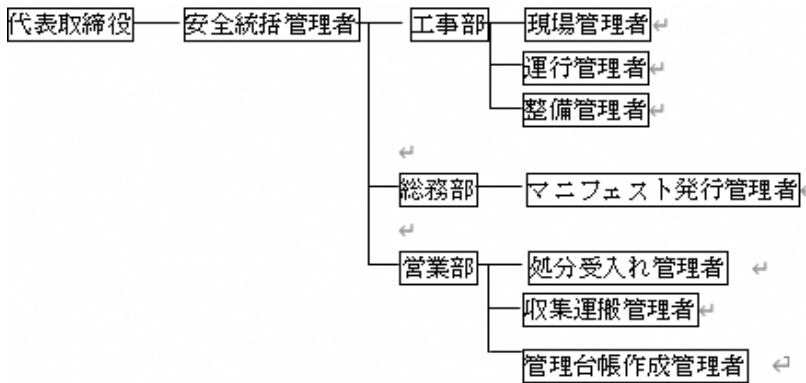 代表取締役 安全統括管理者 工事部 現場管理者
運行管理者
整備管理者
総務部 マニフェスト発行管理者
営業部 処分受入れ管理者
収集運搬管理者
管理台帳作成管理者